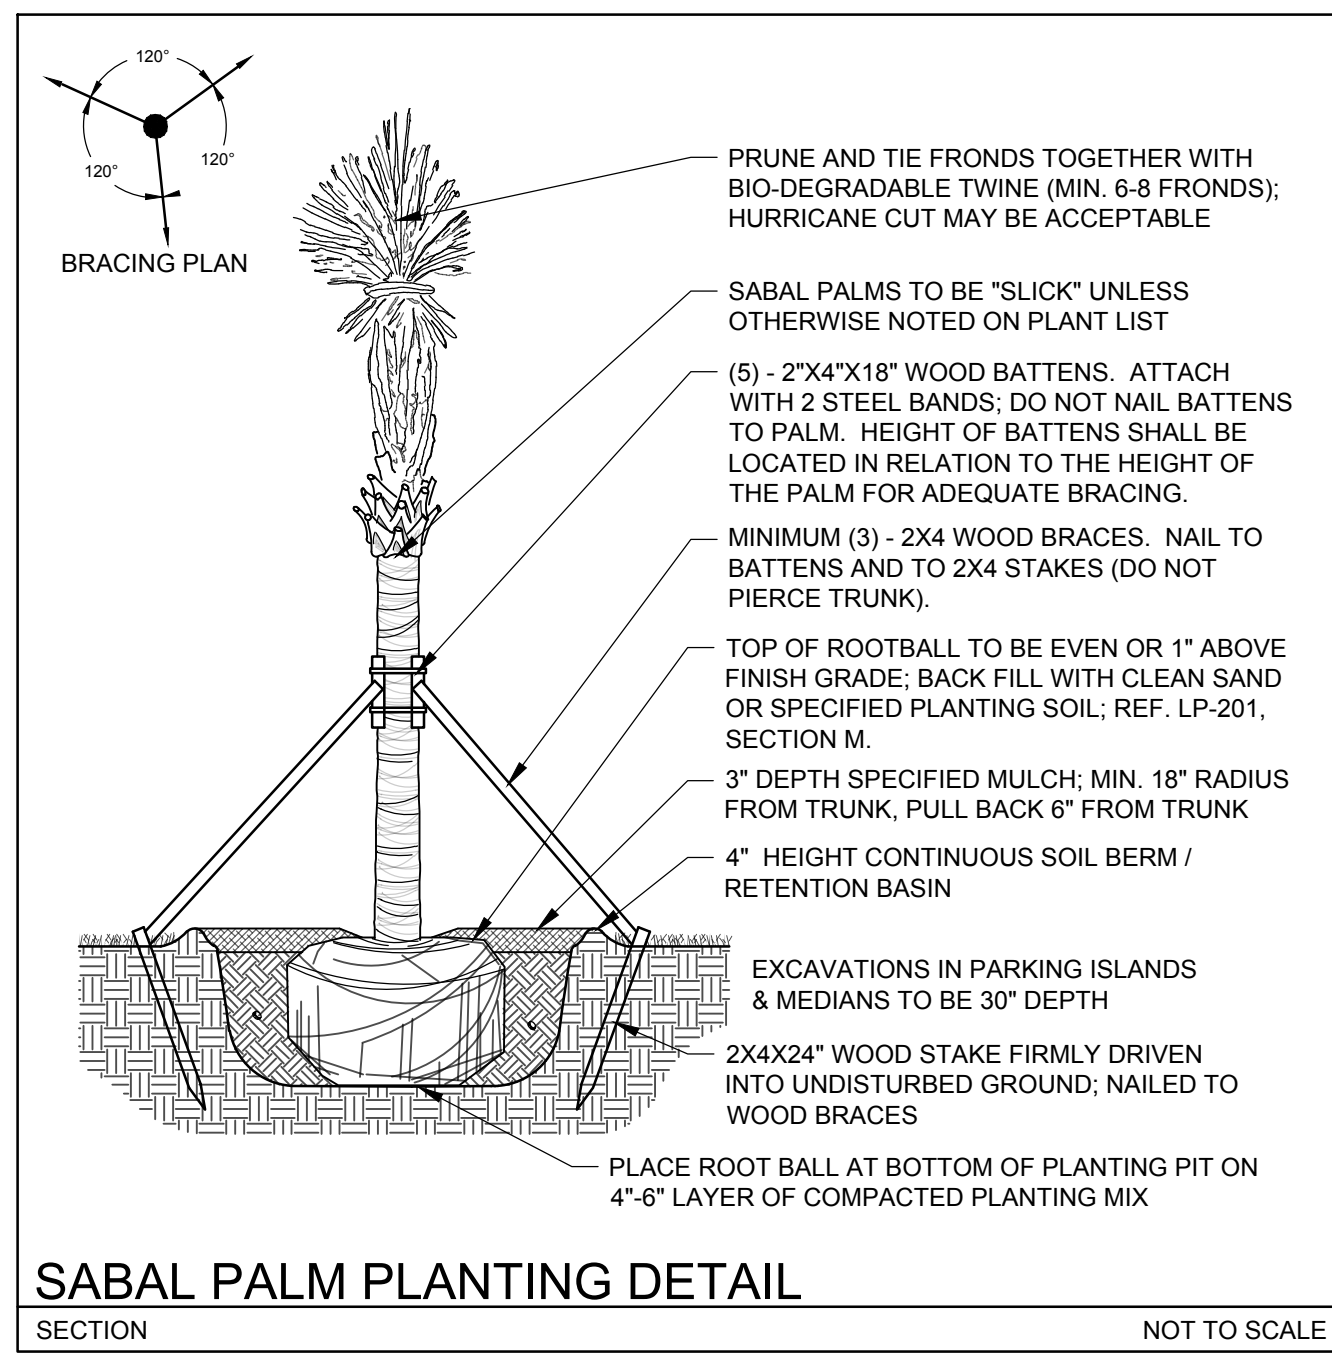 120°
120°
120°
BRACING PLAN
PRUNE AND TIE FRONDS TOGETHER WITH
BIO-DEGRADABLE TWINE (MIN. 6-8 FRONDS);
HURRICANE CUT MAY BE ACCEPTABLE
SABAL PALMS TO BE "SLICK" UNLESS
OTHERWISE NOTED ON PLANT LIST
(5) - 2"X4"X18" WOOD BATTENS. ATTACH
WITH 2 STEEL BANDS; DO NOT NAIL BATTENS
TO PALM. HEIGHT OF BATTENS SHALL BE
LOCATED IN RELATION TO THE HEIGHT OF
THE PALM FOR ADEQUATE BRACING.
MINIMUM (3) - 2X4 WOOD BRACES. NAIL TO
BATTENS AND TO 2X4 STAKES (DO NOT
PIERCE TRUNK).
TOP OF ROOTBALL TO BE EVEN OR 1" ABOVE
FINISH GRADE; BACK FILL WITH CLEAN SAND
OR SPECIFIED PLANTING SOIL; REF. LP-201,
SECTION M.
3" DEPTH SPECIFIED MULCH; MIN. 18" RADIUS
FROM TRUNK, PULL BACK 6" FROM TRUNK
4" HEIGHT CONTINUOUS SOIL BERM /
RETENTION BASIN
EXCAVATIONS IN PARKING ISLANDS
& MEDIANS TO BE 30" DEPTH
2X4X24" WOOD STAKE FIRMLY DRIVEN
INTO UNDISTURBED GROUND; NAILED TO
WOOD BRACES
PLACE ROOT BALL AT BOTTOM OF PLANTING PIT ON
4"-6" LAYER OF COMPACTED PLANTING MIX
SABAL PALM PLANTING DETAIL
SECTION
NOT TO SCALE